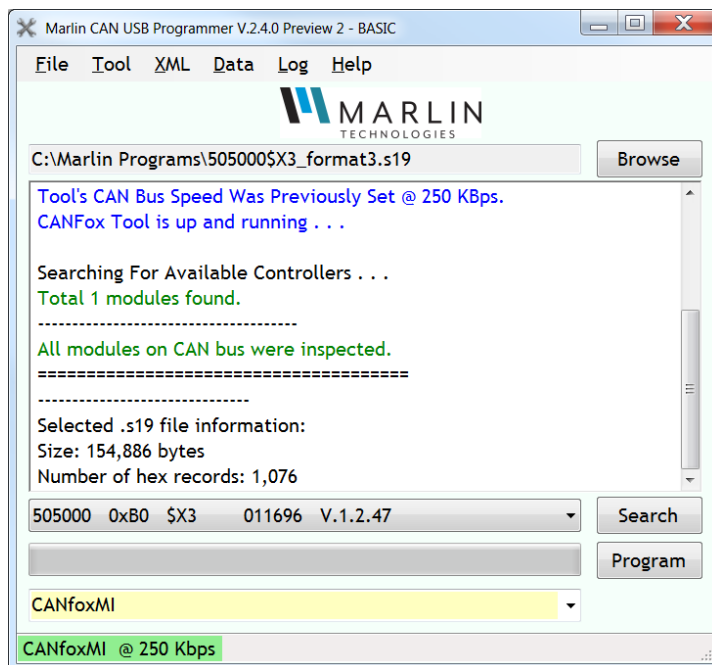 Marlin CAN USB Programmer V.2.4.0 Preview 2 - BASIC
File Tool XML Data Log Help
MARLIN
TECHNOLOGIES
C:\Marlin Programs\505000$X3_format3.s19 Browse
Tool's CAN Bus Speed Was Previously Set @ 250 KBps.
CANFox Tool is up and running . . .
Searching For Available Controllers . . .
Total 1 modules found.
--------------------------------------
All modules on CAN bus were inspected.
======================================
-------------------------------
Selected .s19 file information:
Size: 154,886 bytes
Number of hex records: 1,076
505000 0xB0 $X3 011696 V.1.2.47 Search
Program
CANfoxMI
CANfoxMI @ 250 Kbps